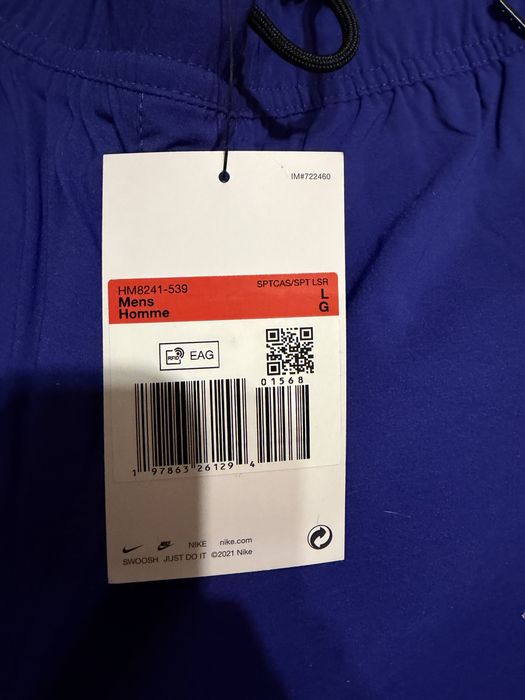 IM#722460
HM8241-539 SPTCAS/SPT LSR
Mens L
Homme G
RFID EAG
01568
1 97863 26129 4
NIKE nike.com
SWOOSH JUST DO IT ©2021 Nike